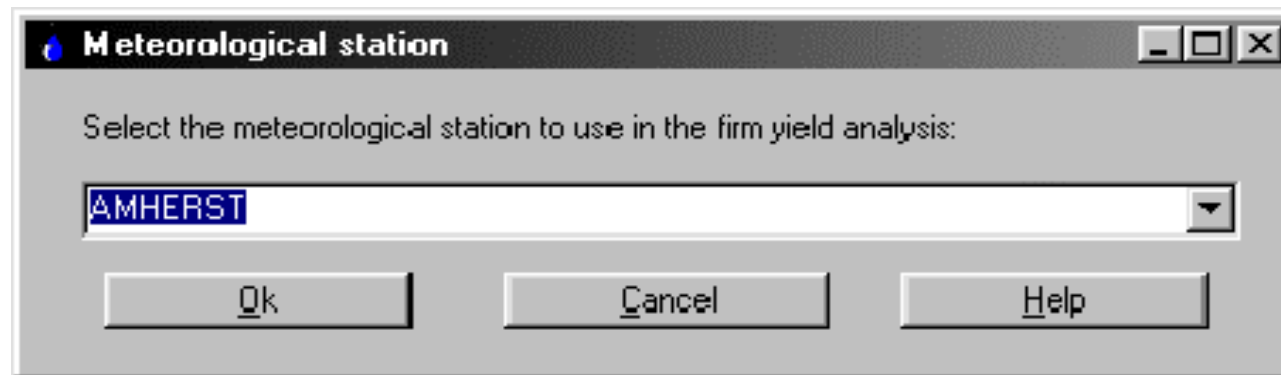 Meteorological station
Select the meteorological station to use in the firm yield analysis:
AMHERST
Ok Cancel Help